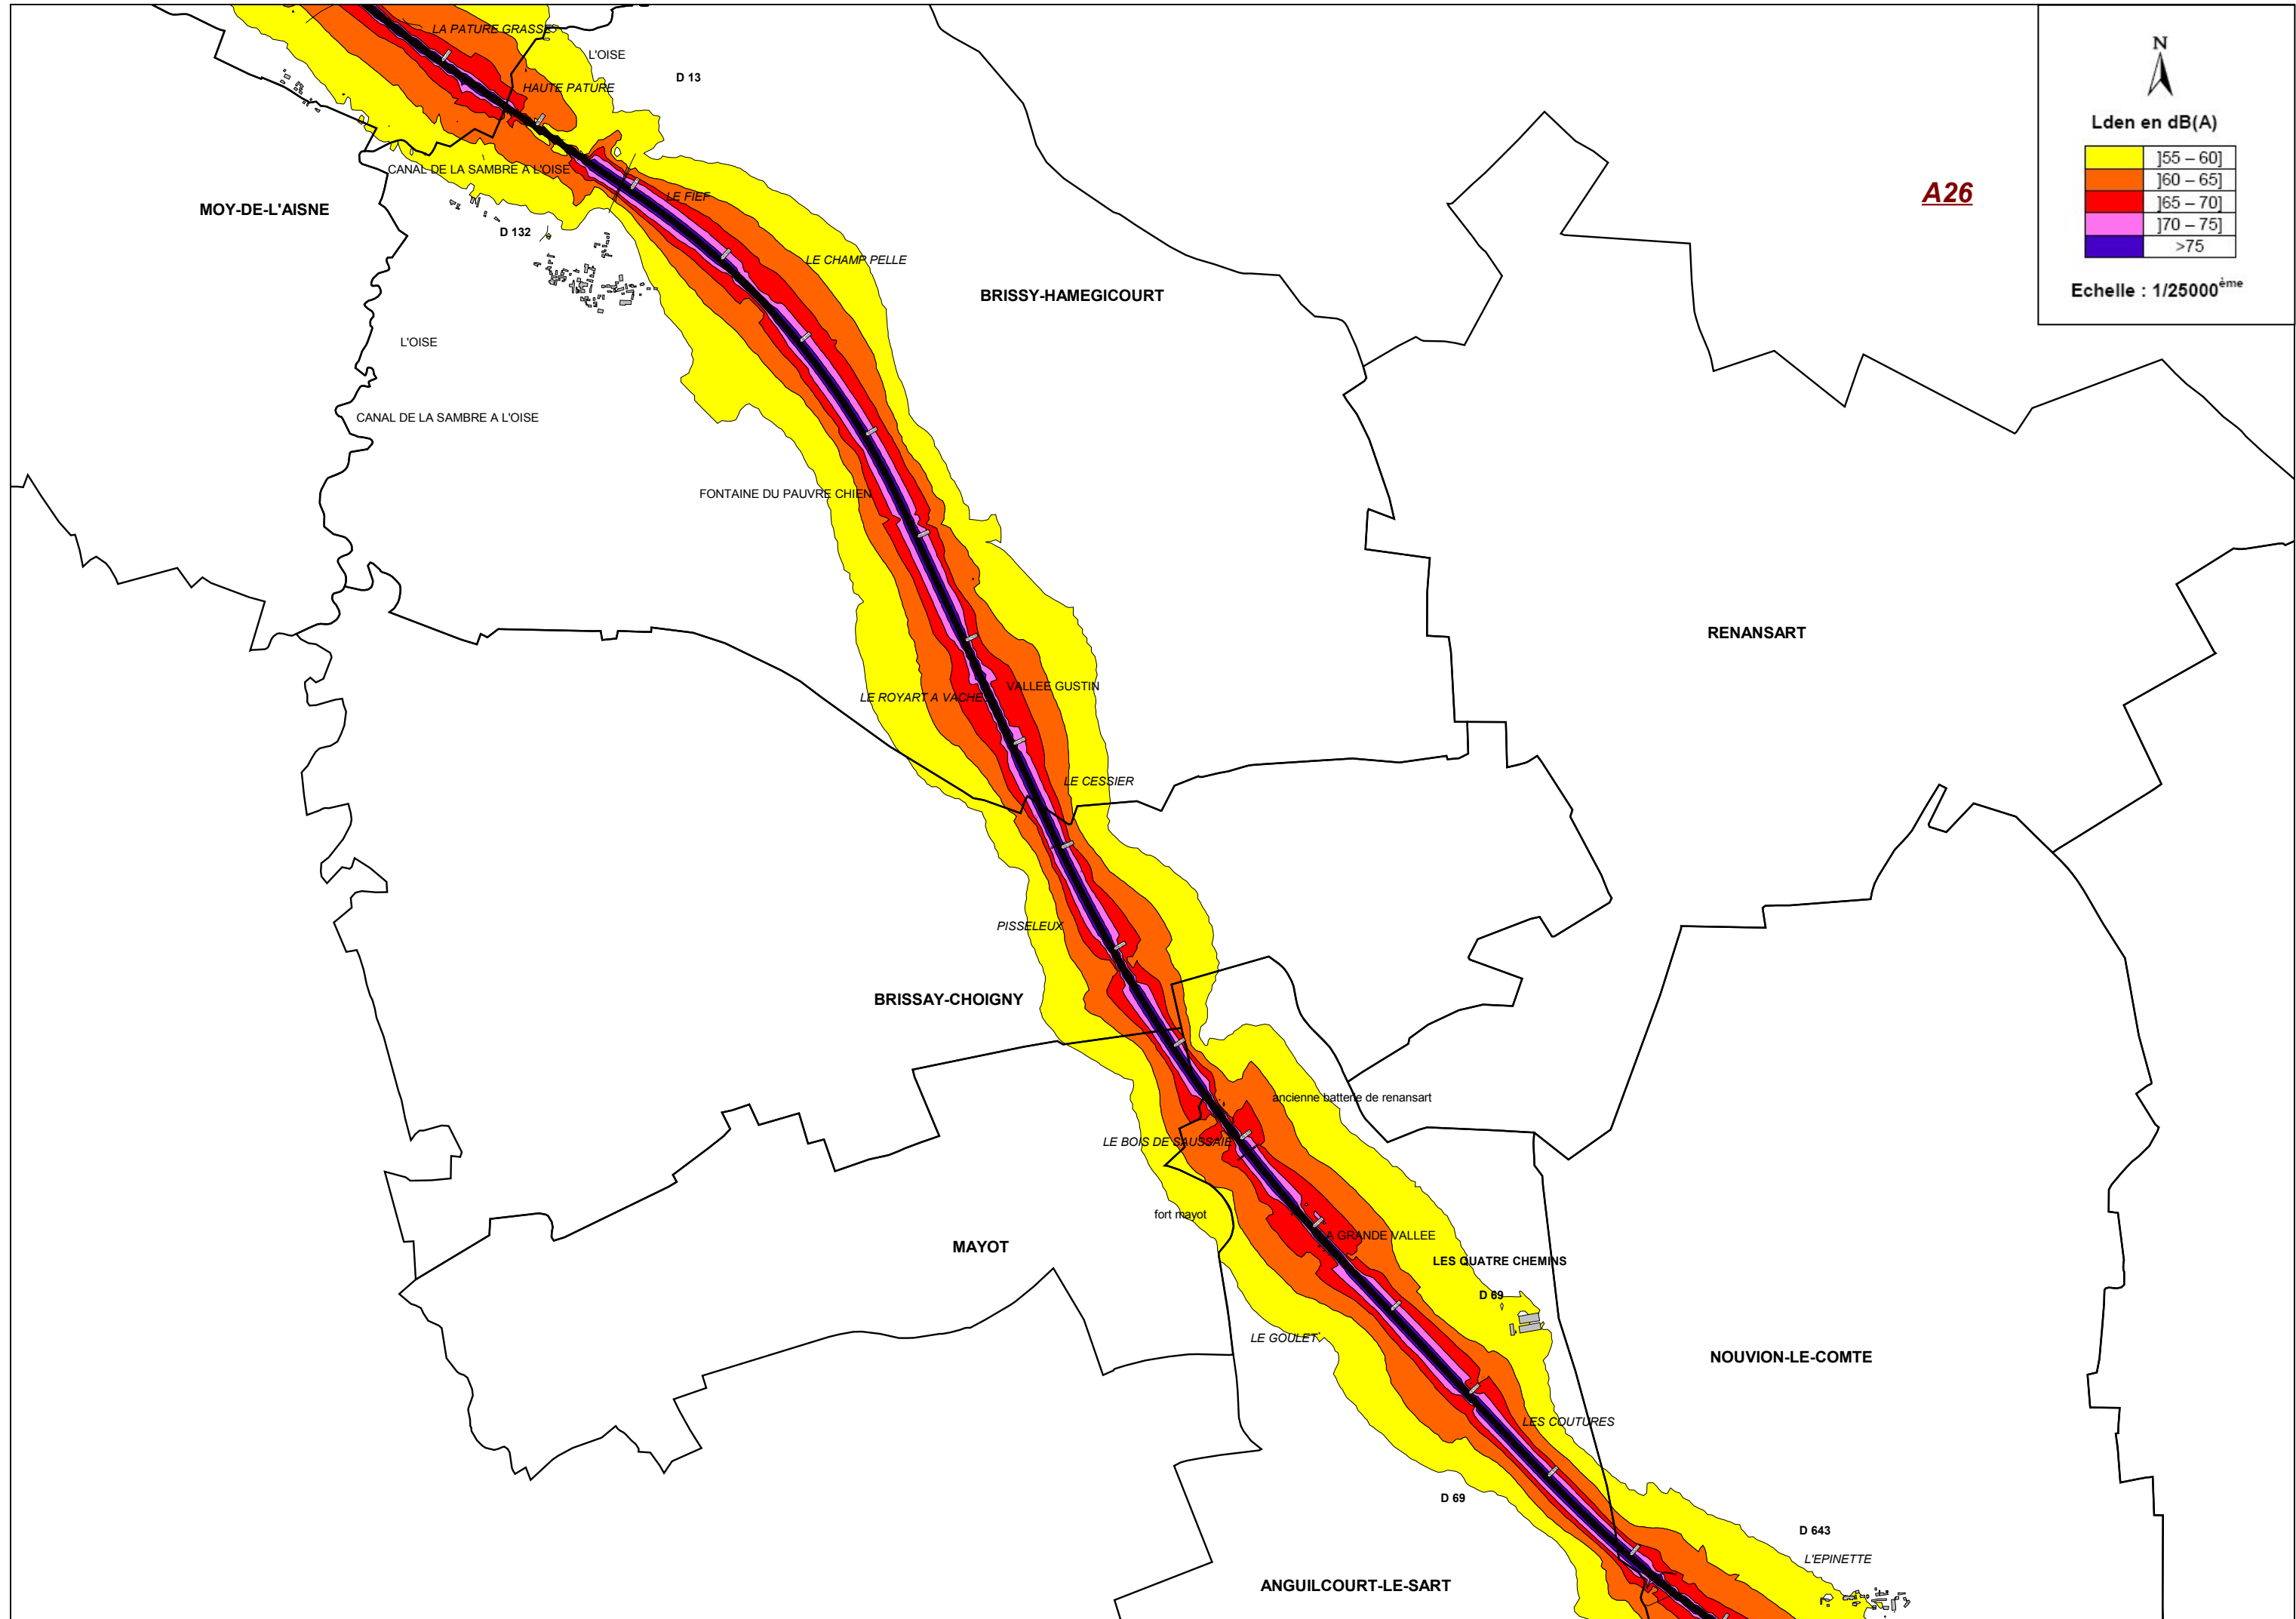 LA PATURE GRASSE
L'OISE
D 13
HAUTE PATURE
N
Lden en dB(A)
]55 – 60]
]60 – 65]
]65 – 70]
]70 – 75]
>75
Echelle : 1/25000ème
A26
CANAL DE LA SAMBRE A L'OISE
MOY-DE-L'AISNE
LE FIEF
D 132
LE CHAMP PELLE
BRISSY-HAMEGICOURT
L'OISE
CANAL DE LA SAMBRE A L'OISE
FONTAINE DU PAUVRE CHIEN
RENANSART
VALLEE GUSTIN
LE ROYART A VACHES
LE CESSIER
PISSELEUX
BRISSAY-CHOIGNY
ancienne batterie de renansart
LE BOIS DE SAUSSAIE
fort mayot
LA GRANDE VALLEE
MAYOT
LES QUATRE CHEMINS
D 69
LE GOULET
NOUVION-LE-COMTE
LES COUTURES
D 69
D 643
L'EPINETTE
ANGUILCOURT-LE-SART